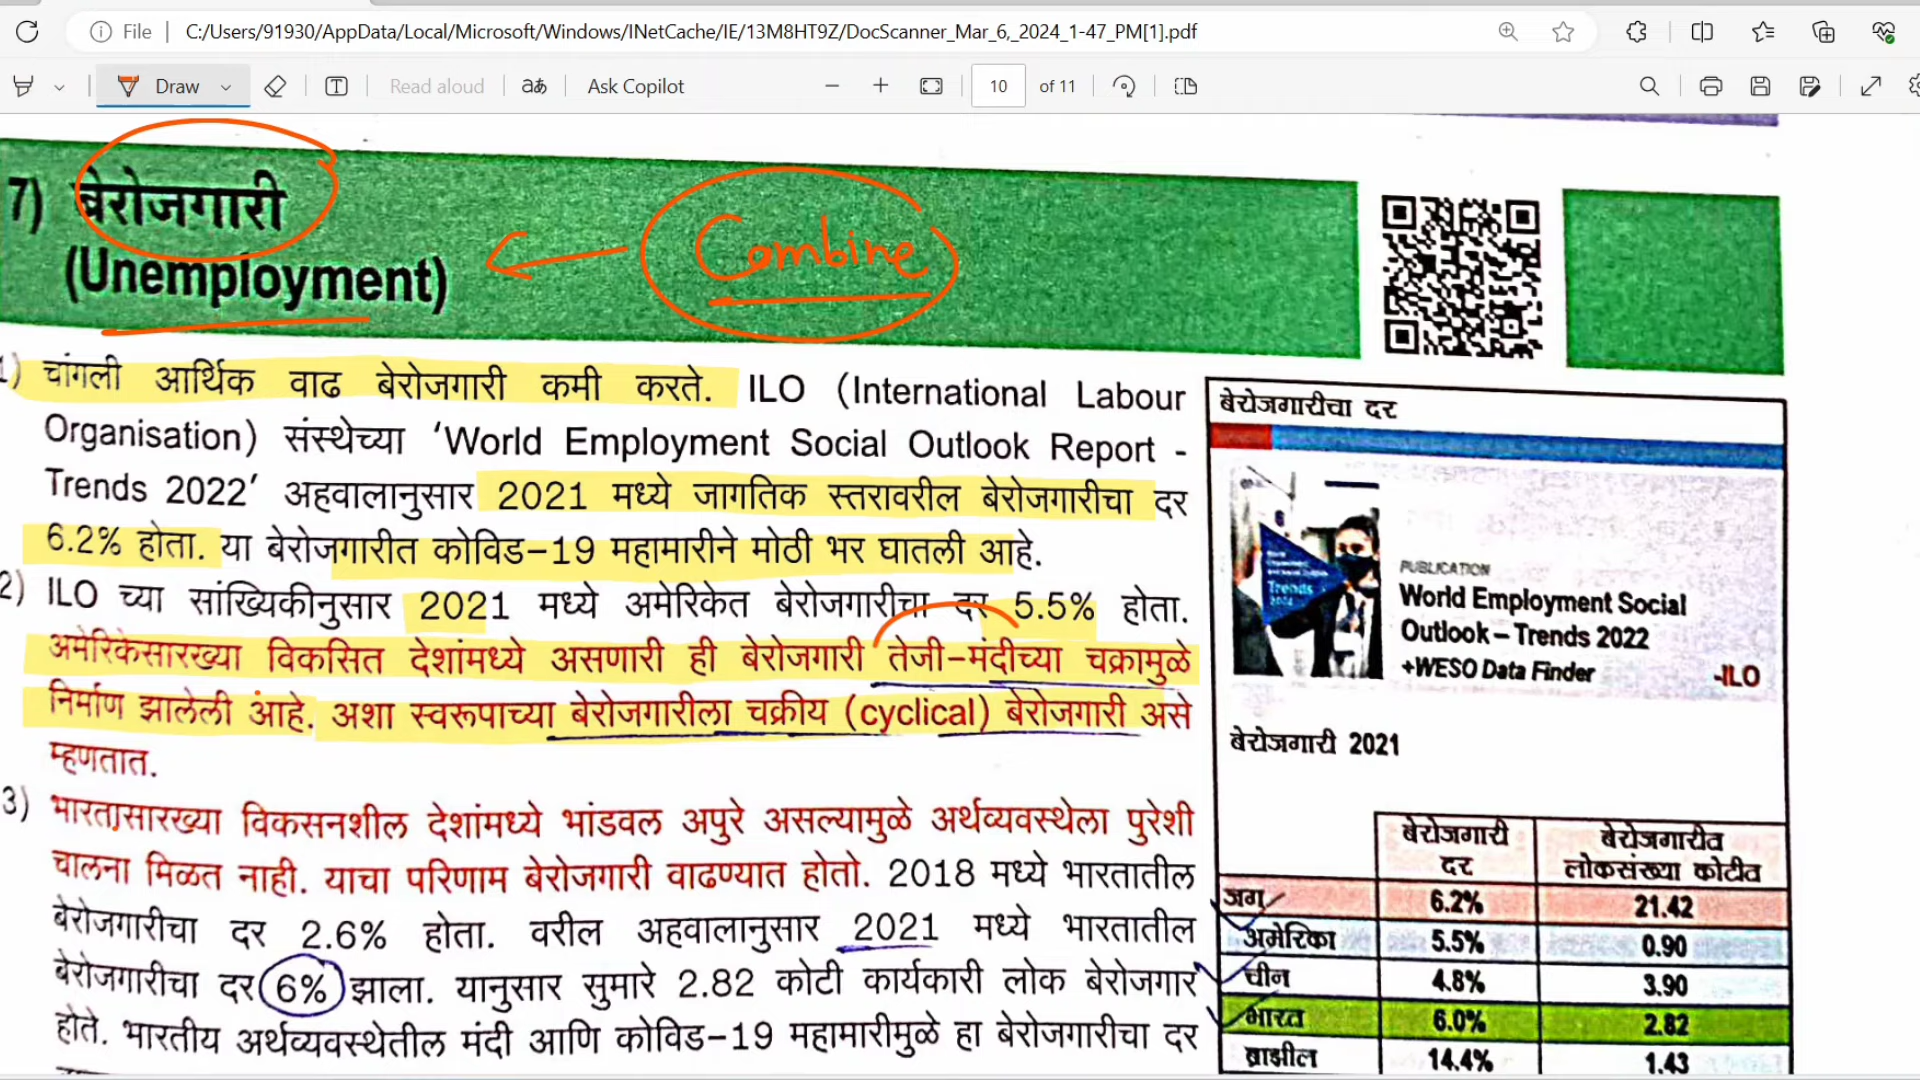 File
C:/Users/91930/AppData/Local/Microsoft/Windows/INetCache/IE/13M8HT9Z/DocScanner_Mar_6,_2024_1-47_PM[1].pdf
Draw
Read aloud
aあ
Ask Copilot
10
of 11
7) बेरोजगारी
(Unemployment)
Combine
1) चांगली आर्थिक वाढ बेरोजगारी कमी करते. ILO (International Labour
Organisation) संस्थेच्या ‘World Employment Social Outlook Report -
Trends 2022’ अहवालानुसार 2021 मध्ये जागतिक स्तरावरील बेरोजगारीचा दर
6.2% होता. या बेरोजगारीत कोविड-19 महामारीने मोठी भर घातली आहे.
2) ILO च्या सांख्यिकीनुसार 2021 मध्ये अमेरिकेत बेरोजगारीचा दर 5.5% होता.
अमेरिकेसारख्या विकसित देशांमध्ये असणारी ही बेरोजगारी तेजी-मंदीच्या चक्रामुळे
निर्माण झालेली आहे. अशा स्वरूपाच्या बेरोजगारीला चक्रीय (cyclical) बेरोजगारी असे
म्हणतात.
3) भारतासारख्या विकसनशील देशांमध्ये भांडवल अपुरे असल्यामुळे अर्थव्यवस्थेला पुरेशी
चालना मिळत नाही. याचा परिणाम बेरोजगारी वाढण्यात होतो. 2018 मध्ये भारतातील
बेरोजगारीचा दर 2.6% होता. वरील अहवालानुसार 2021 मध्ये भारतातील
बेरोजगारीचा दर 6% झाला. यानुसार सुमारे 2.82 कोटी कार्यकारी लोक बेरोजगार
होते. भारतीय अर्थव्यवस्थेतील मंदी आणि कोविड-19 महामारीमुळे हा बेरोजगारीचा दर
बेरोजगारीचा दर
Trends
PUBLICATION
World Employment Social
Outlook – Trends 2022
+WESO Data Finder
-ILO
बेरोजगारी 2021
बेरोजगारी दर बेरोजगारीत लोकसंख्या कोटीत
जग 6.2% 21.42
अमेरिका 5.5% 0.90
चीन 4.8% 3.90
भारत 6.0% 2.82
ब्राझील 14.4% 1.43